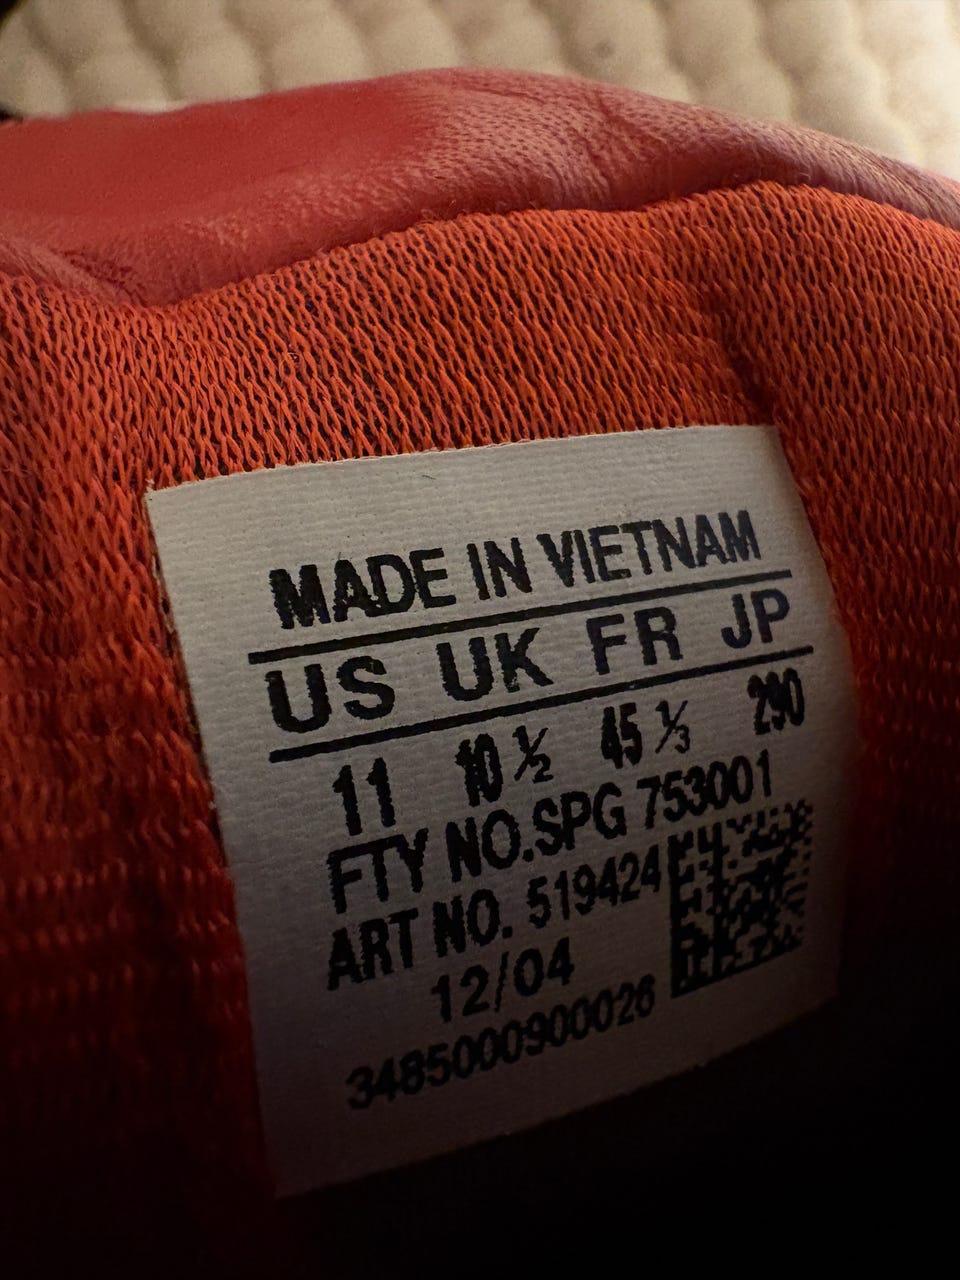 MADE IN VIETNAM
US UK FR JP
11 10 ½ 45 ⅓ 290
FTY NO.SPG 753001
ART NO. 519424
12/04
3485000900026